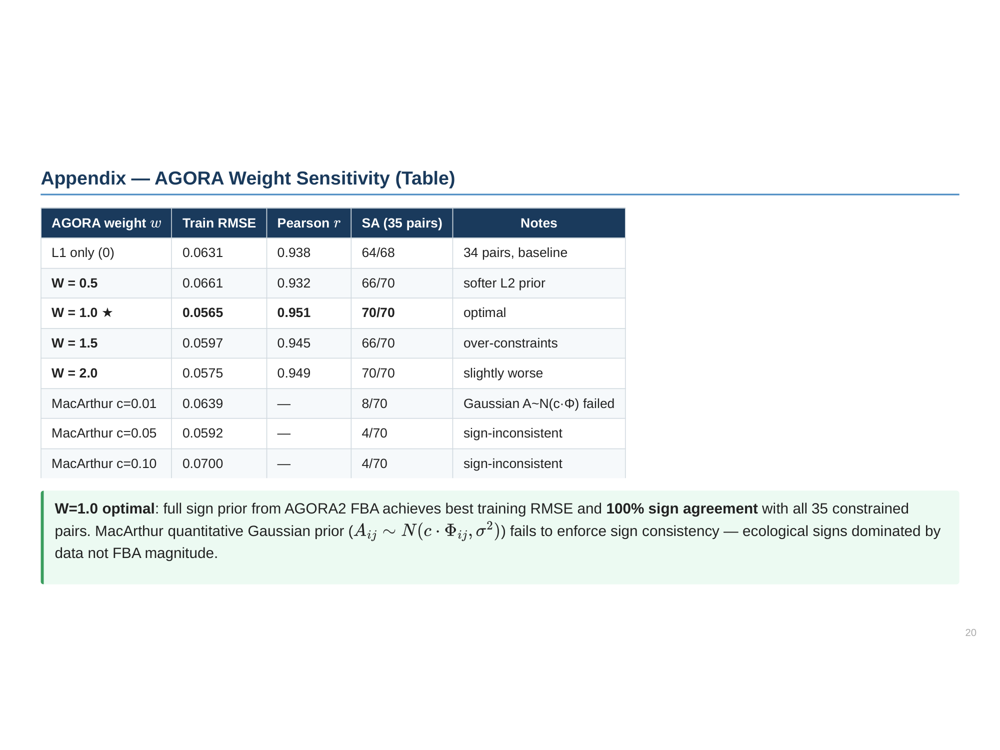 Appendix — AGORA Weight Sensitivity (Table)
AGORA weight w Train RMSE Pearson r SA (35 pairs) Notes
L1 only (0) 0.0631 0.938 64/68 34 pairs, baseline
W = 0.5 0.0661 0.932 66/70 softer L2 prior
W = 1.0 ★ 0.0565 0.951 70/70 optimal
W = 1.5 0.0597 0.945 66/70 over-constraints
W = 2.0 0.0575 0.949 70/70 slightly worse
MacArthur c=0.01 0.0639 — 8/70 Gaussian A~N(c·Φ) failed
MacArthur c=0.05 0.0592 — 4/70 sign-inconsistent
MacArthur c=0.10 0.0700 — 4/70 sign-inconsistent
W=1.0 optimal: full sign prior from AGORA2 FBA achieves best training RMSE and 100% sign agreement with all 35 constrained
pairs. MacArthur quantitative Gaussian prior (A_{ij} ∼ N(c · Φ_{ij}, σ²)) fails to enforce sign consistency — ecological signs dominated by
data not FBA magnitude.
20